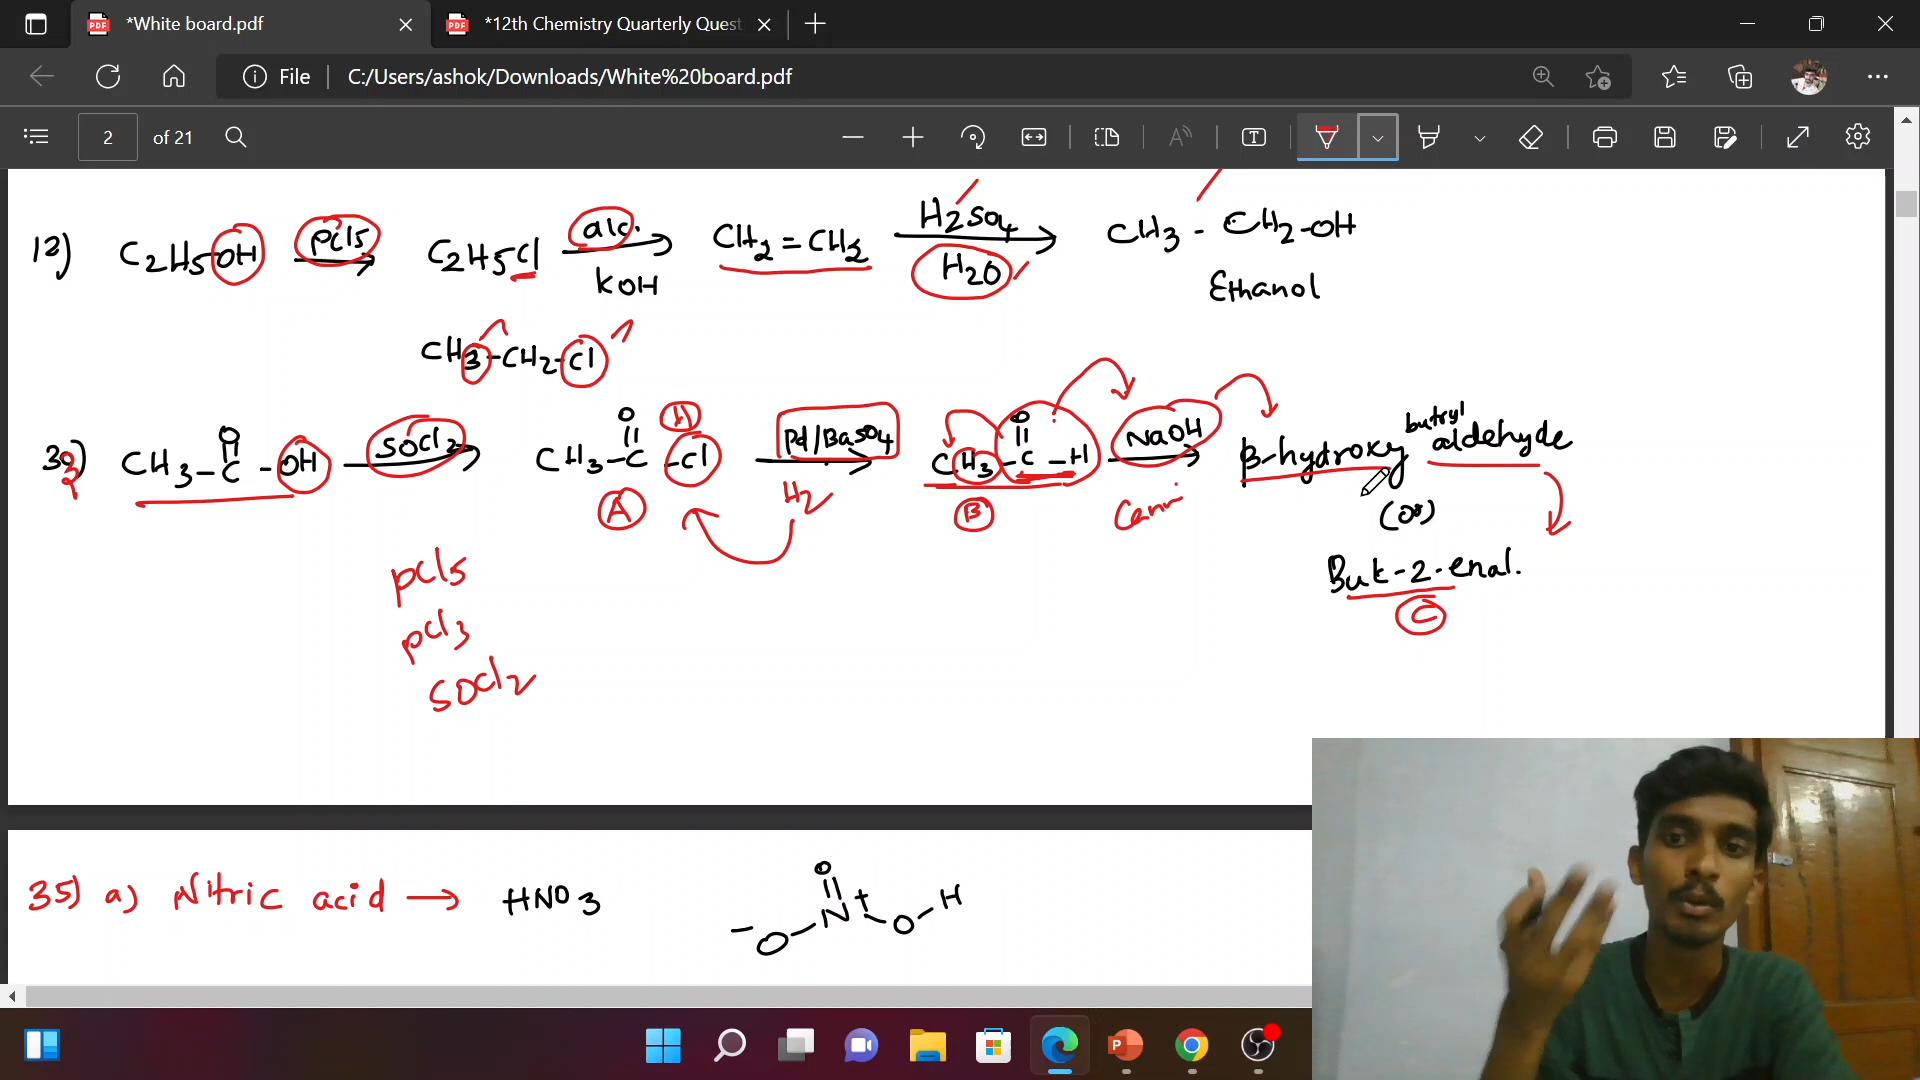 *White board.pdf
*12th Chemistry Quarterly Quest
File
C:/Users/ashok/Downloads/White%20board.pdf
2 of 21
12) C2H5OH PCl5 C2H5Cl alc. KOH CH2=CH2 H2SO4 H2O CH3-CH2-OH
Ethanol
CH3-CH2-Cl
CH3-C-OH O SOCl2 CH3-C-Cl O H Pd/BaSO4 H2 CH3-C-H O NaOH β-hydroxy butryl aldehyde
A
B
(or)
But-2-enal.
C
PCl5
PCl3
SOCl2
35) a) Nitric acid → HNO3
O
-O-N+-O-H